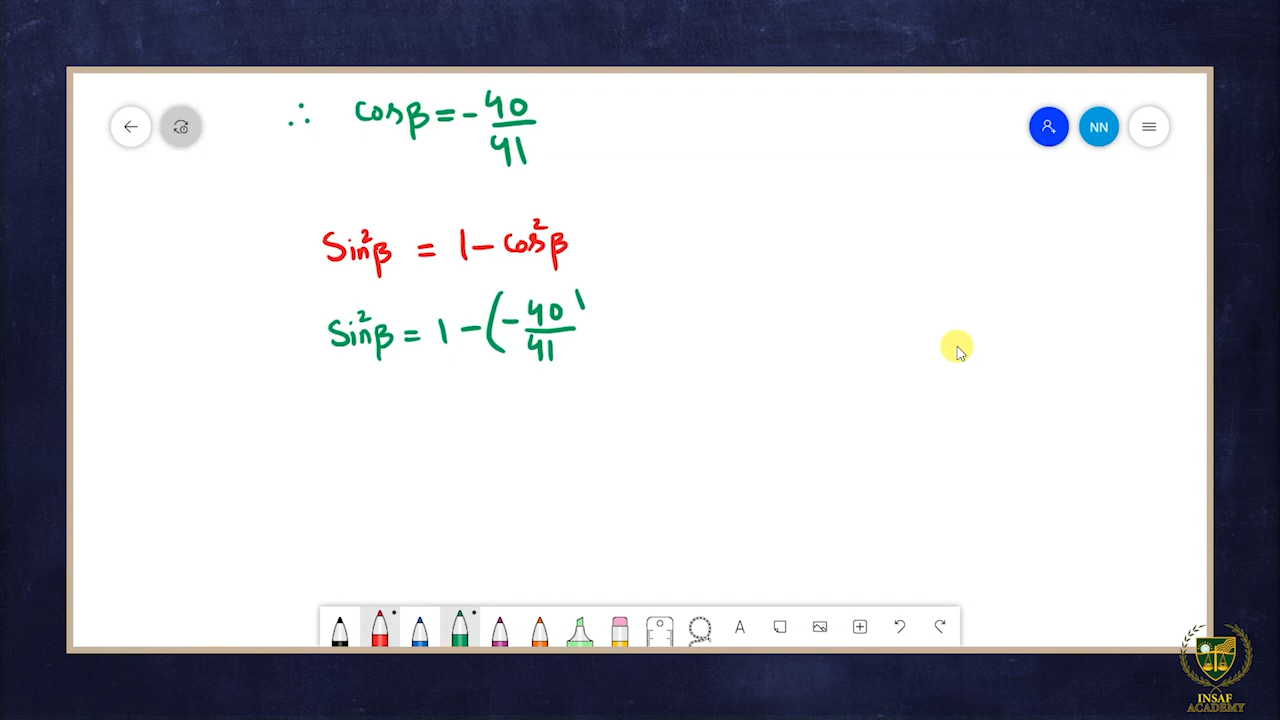 ∴ cosβ = - 40/41
NN
Sin²β = 1 - cos²β
Sin²β = 1 - (- 40/41
A
INSAF
ACADEMY